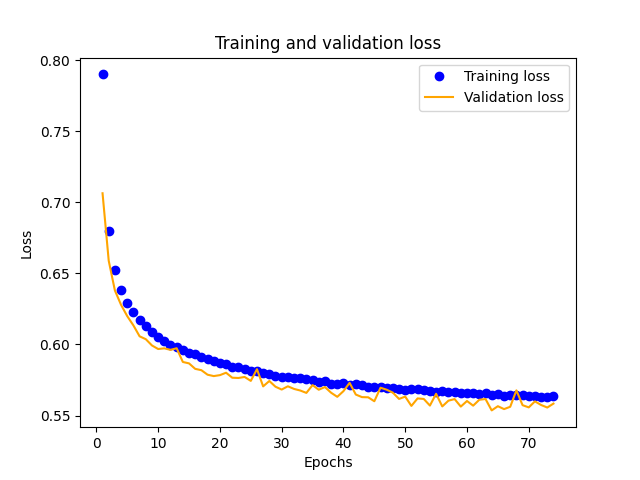 Training and validation loss
Training loss
Validation loss
0.80
0.75
0.70
0.65
0.60
0.55
Loss
0 10 20 30 40 50 60 70
Epochs